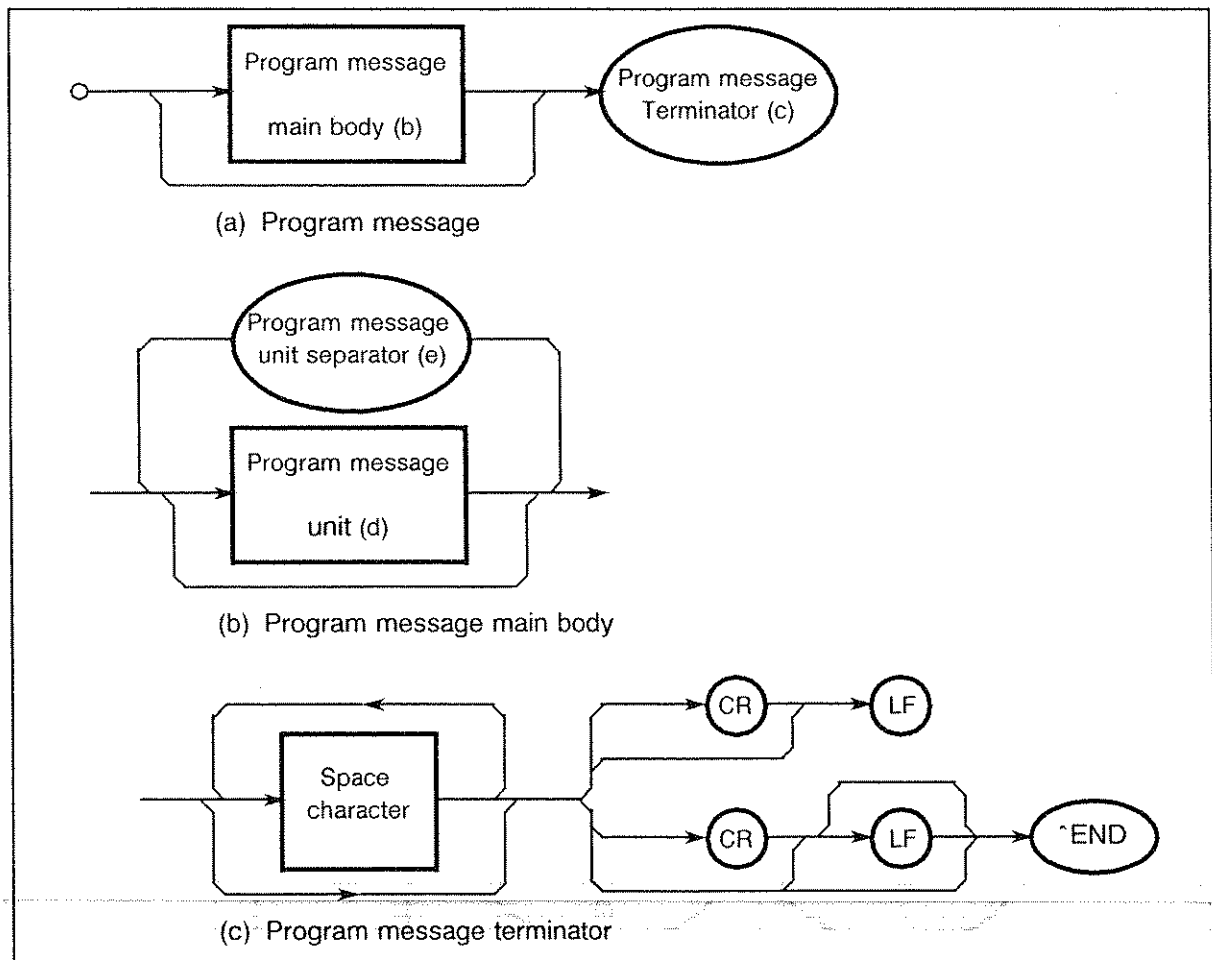 Program message
main body (b)
Program message
Terminator (c)
(a) Program message
Program message
unit separator (e)
Program message
unit (d)
(b) Program message main body
CR
LF
Space
character
CR
LF
^END
(c) Program message terminator